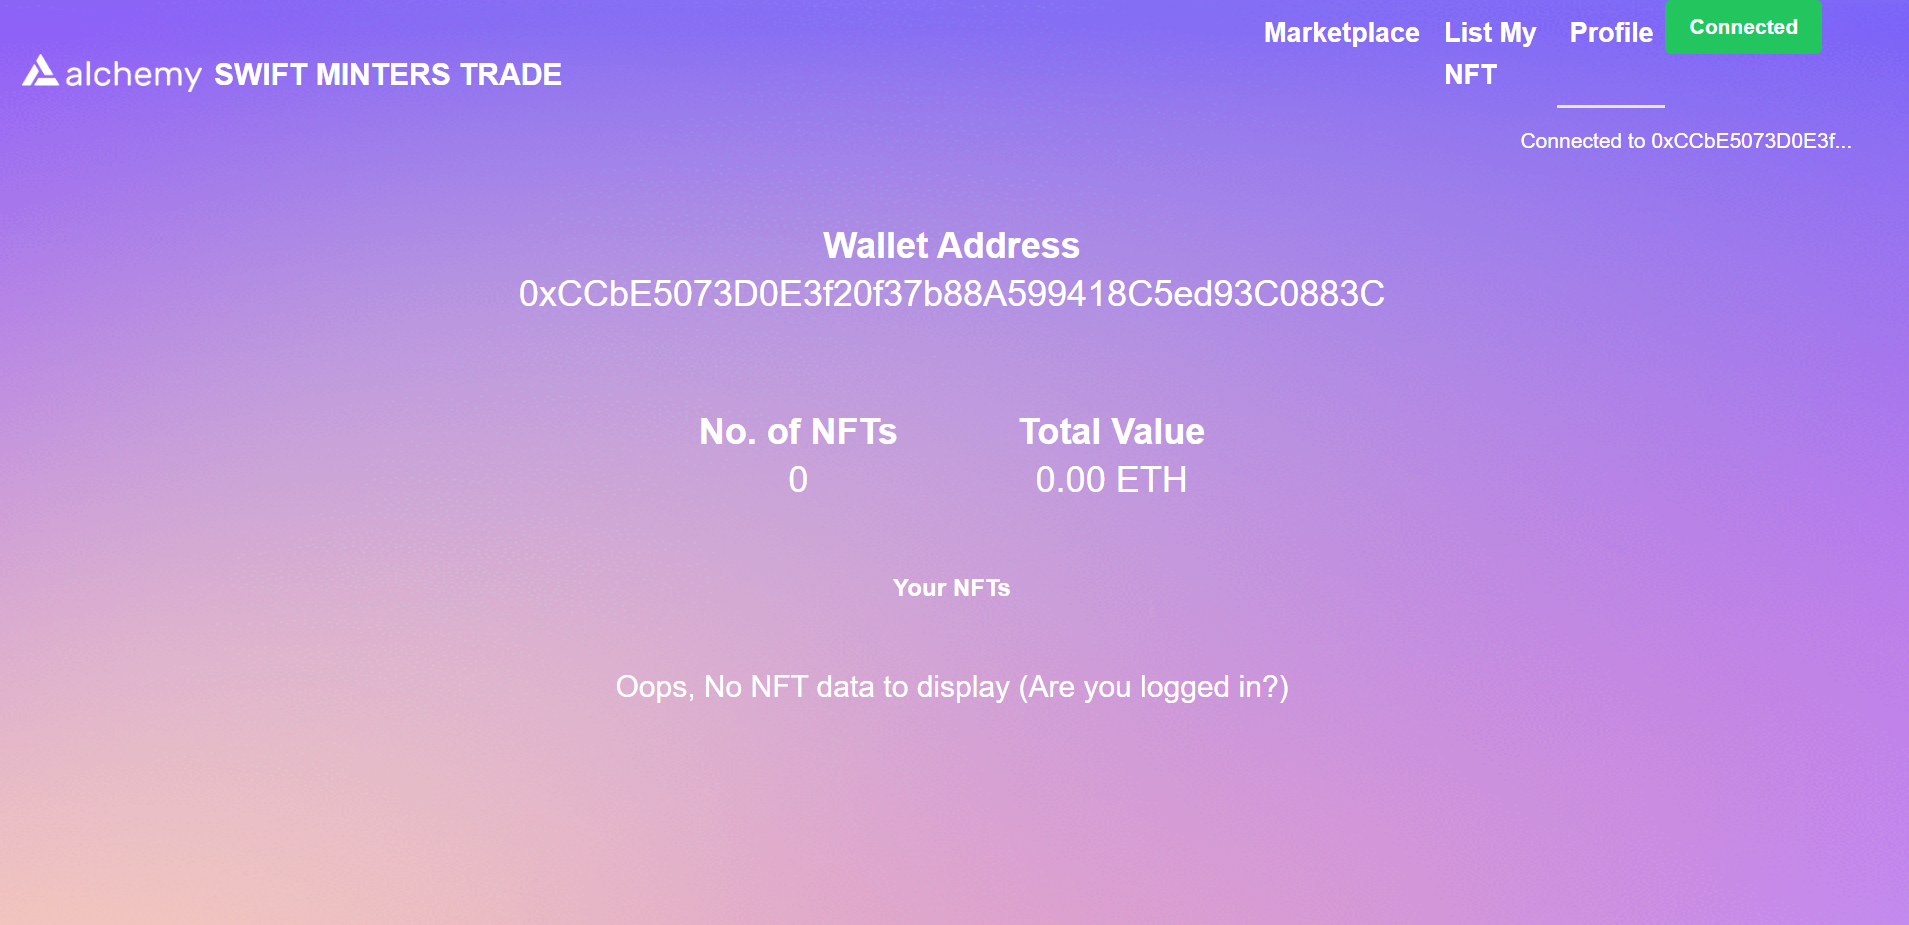 alchemy SWIFT MINTERS TRADE
Marketplace
List My
NFT
Profile
Connected
Connected to 0xCCbE5073D0E3f...
Wallet Address
0xCCbE5073D0E3f20f37b88A599418C5ed93C0883C
No. of NFTs
0
Total Value
0.00 ETH
Your NFTs
Oops, No NFT data to display (Are you logged in?)